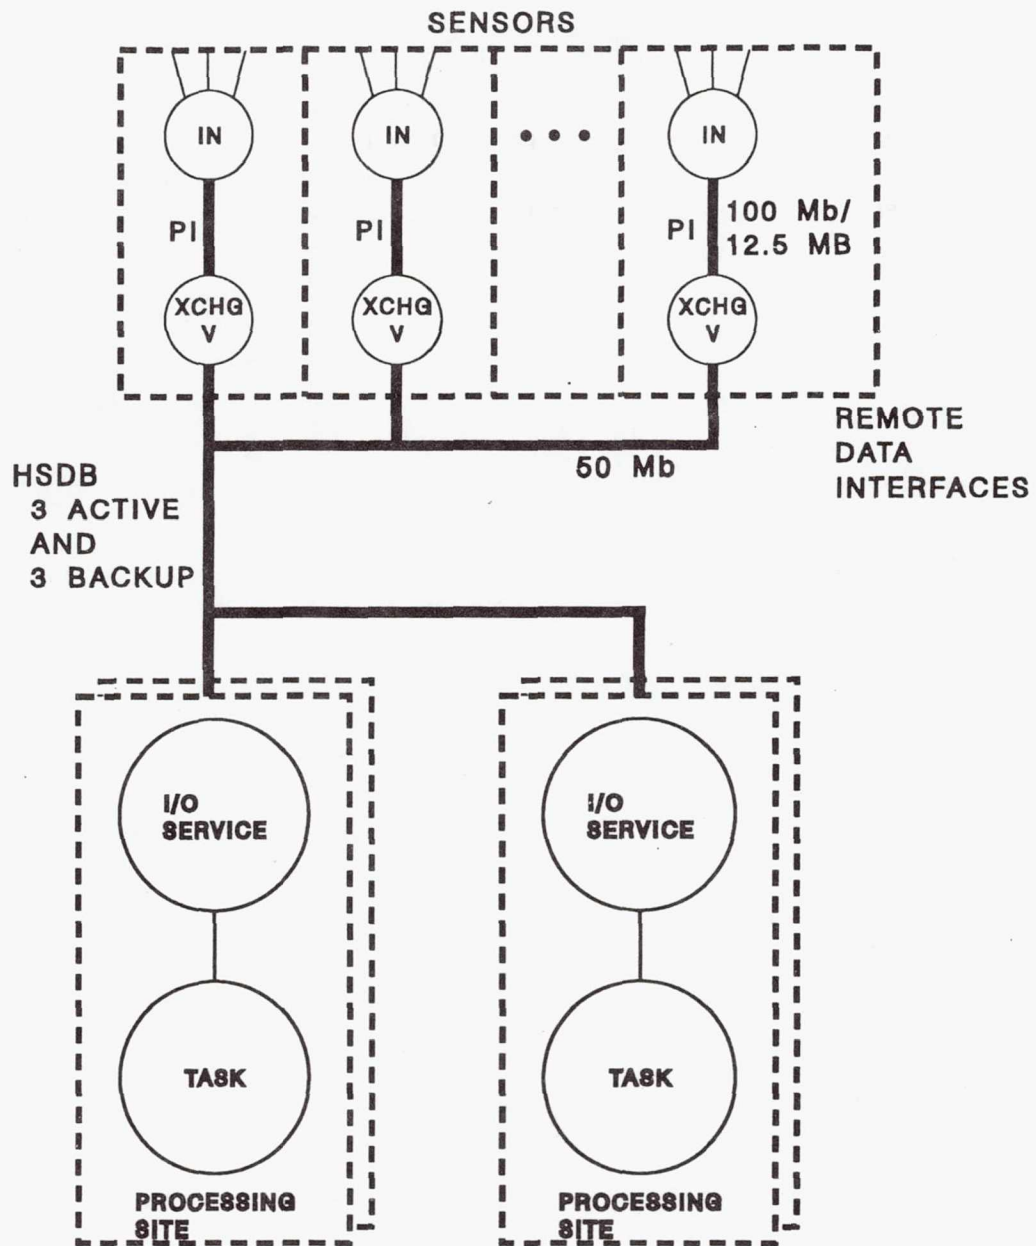 SENSORS
IN
IN
• • •
IN
PI
PI
PI
100 Mb/
12.5 MB
XCHG
V
XCHG
V
XCHG
V
REMOTE
DATA
INTERFACES
50 Mb
HSDB
3 ACTIVE
AND
3 BACKUP
I/O
SERVICE
I/O
SERVICE
TASK
TASK
PROCESSING
SITE
PROCESSING
SITE